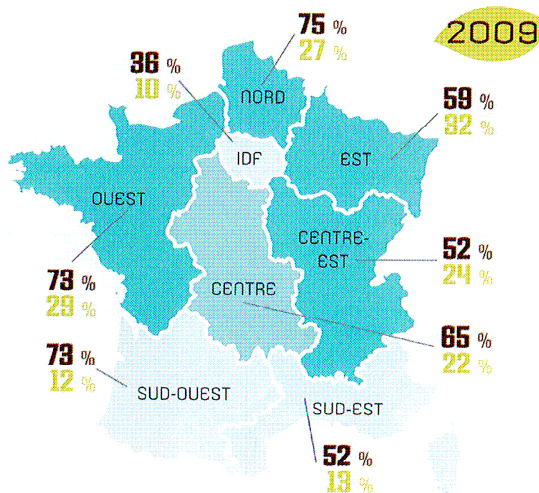 2009
75 %
27 %
36 %
10 %
NORD
59 %
32 %
IDF
EST
OUEST
CENTRE-
EST
52 %
24 %
73 %
29 %
CENTRE
65 %
22 %
73 %
12 %
SUD-OUEST
SUD-EST
52 %
13 %